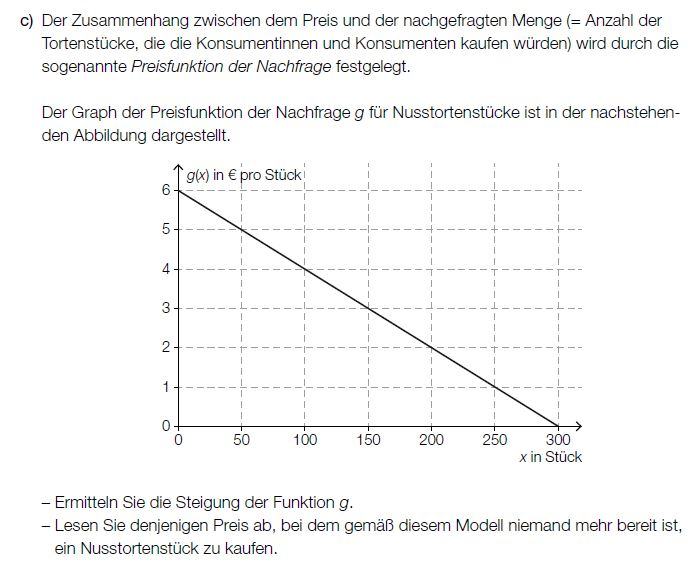 c) Der Zusammenhang zwischen dem Preis und der nachgefragten Menge (= Anzahl der
Tortenstücke, die die Konsumentinnen und Konsumenten kaufen würden) wird durch die
sogenannte Preisfunktion der Nachfrage festgelegt.
Der Graph der Preisfunktion der Nachfrage g für Nusstortenstücke ist in der nachstehen-
den Abbildung dargestellt.
g(x) in € pro Stück
6
5
4
3
2
1
0
0 50 100 150 200 250 300
x in Stück
– Ermitteln Sie die Steigung der Funktion g.
– Lesen Sie denjenigen Preis ab, bei dem gemäß diesem Modell niemand mehr bereit ist,
ein Nusstortenstück zu kaufen.